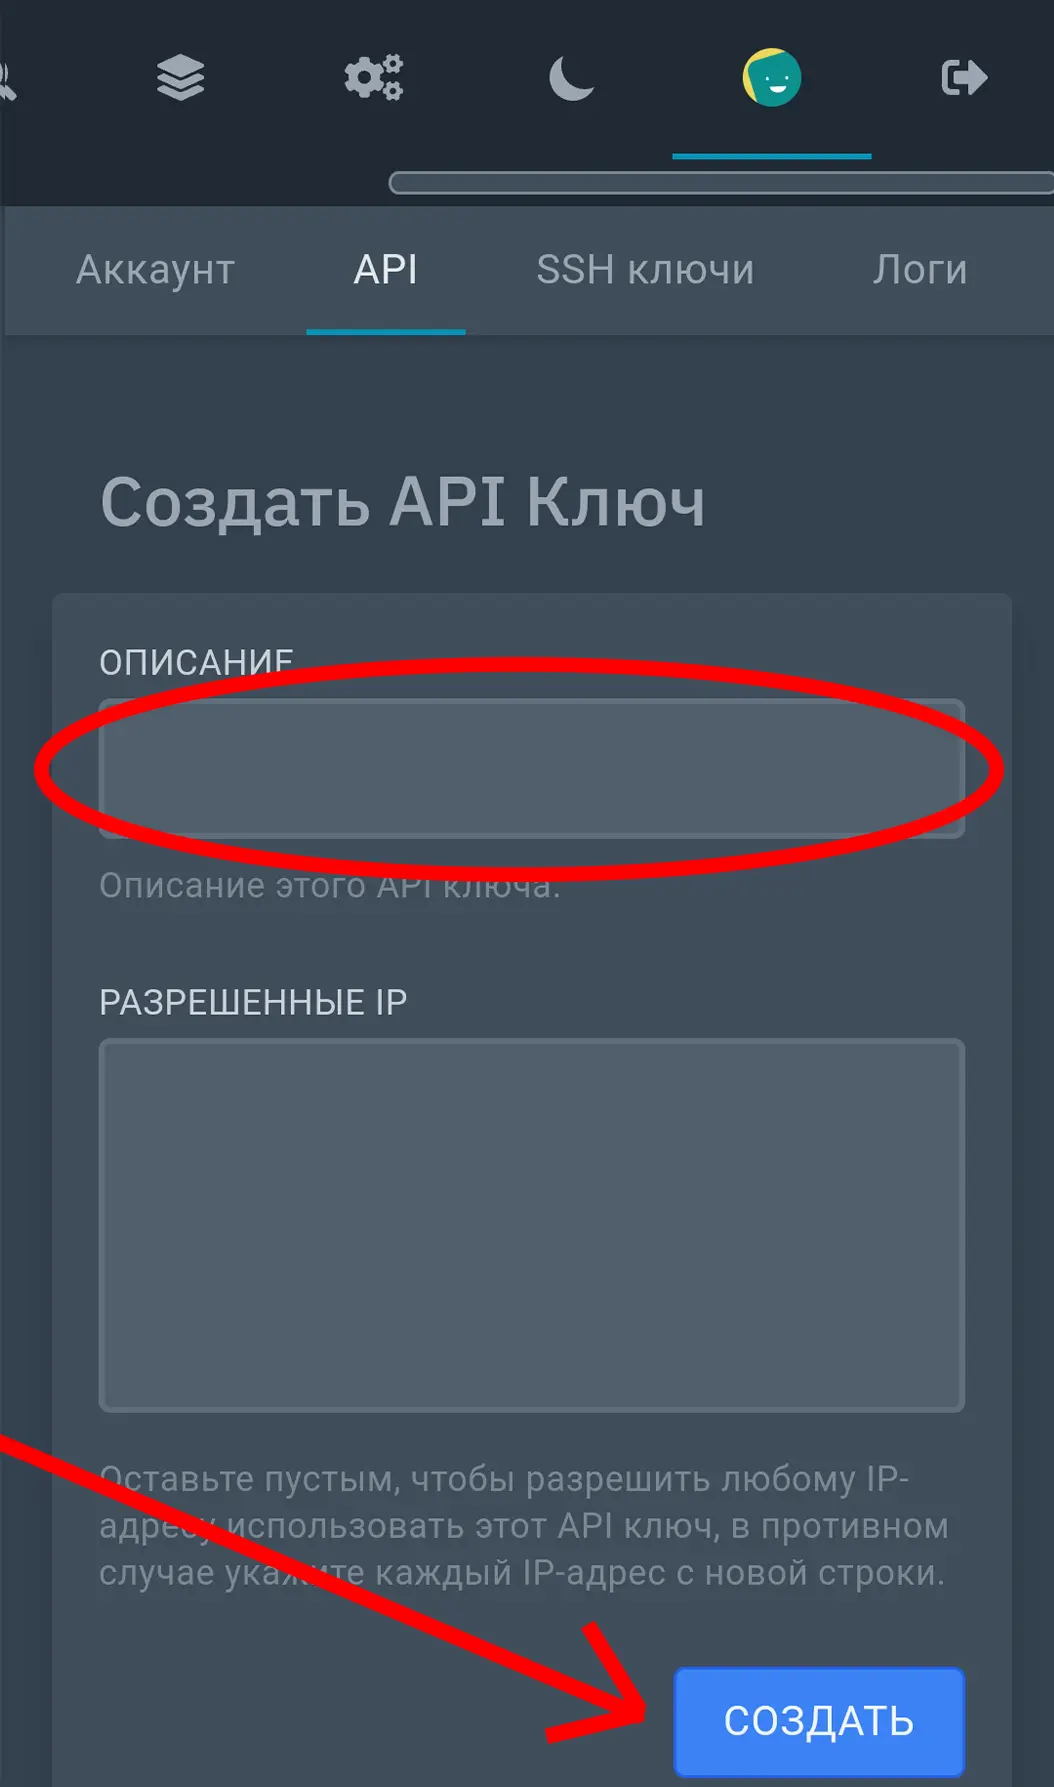 Аккаунт API SSH ключи Логи
Создать API Ключ
ОПИСАНИЕ
Описание этого API ключа.
РАЗРЕШЕННЫЕ IP
Оставьте пустым, чтобы разрешить любому IP-
адресу использовать этот API ключ, в противном
случае укажите каждый IP-адрес с новой строки.
СОЗДАТЬ